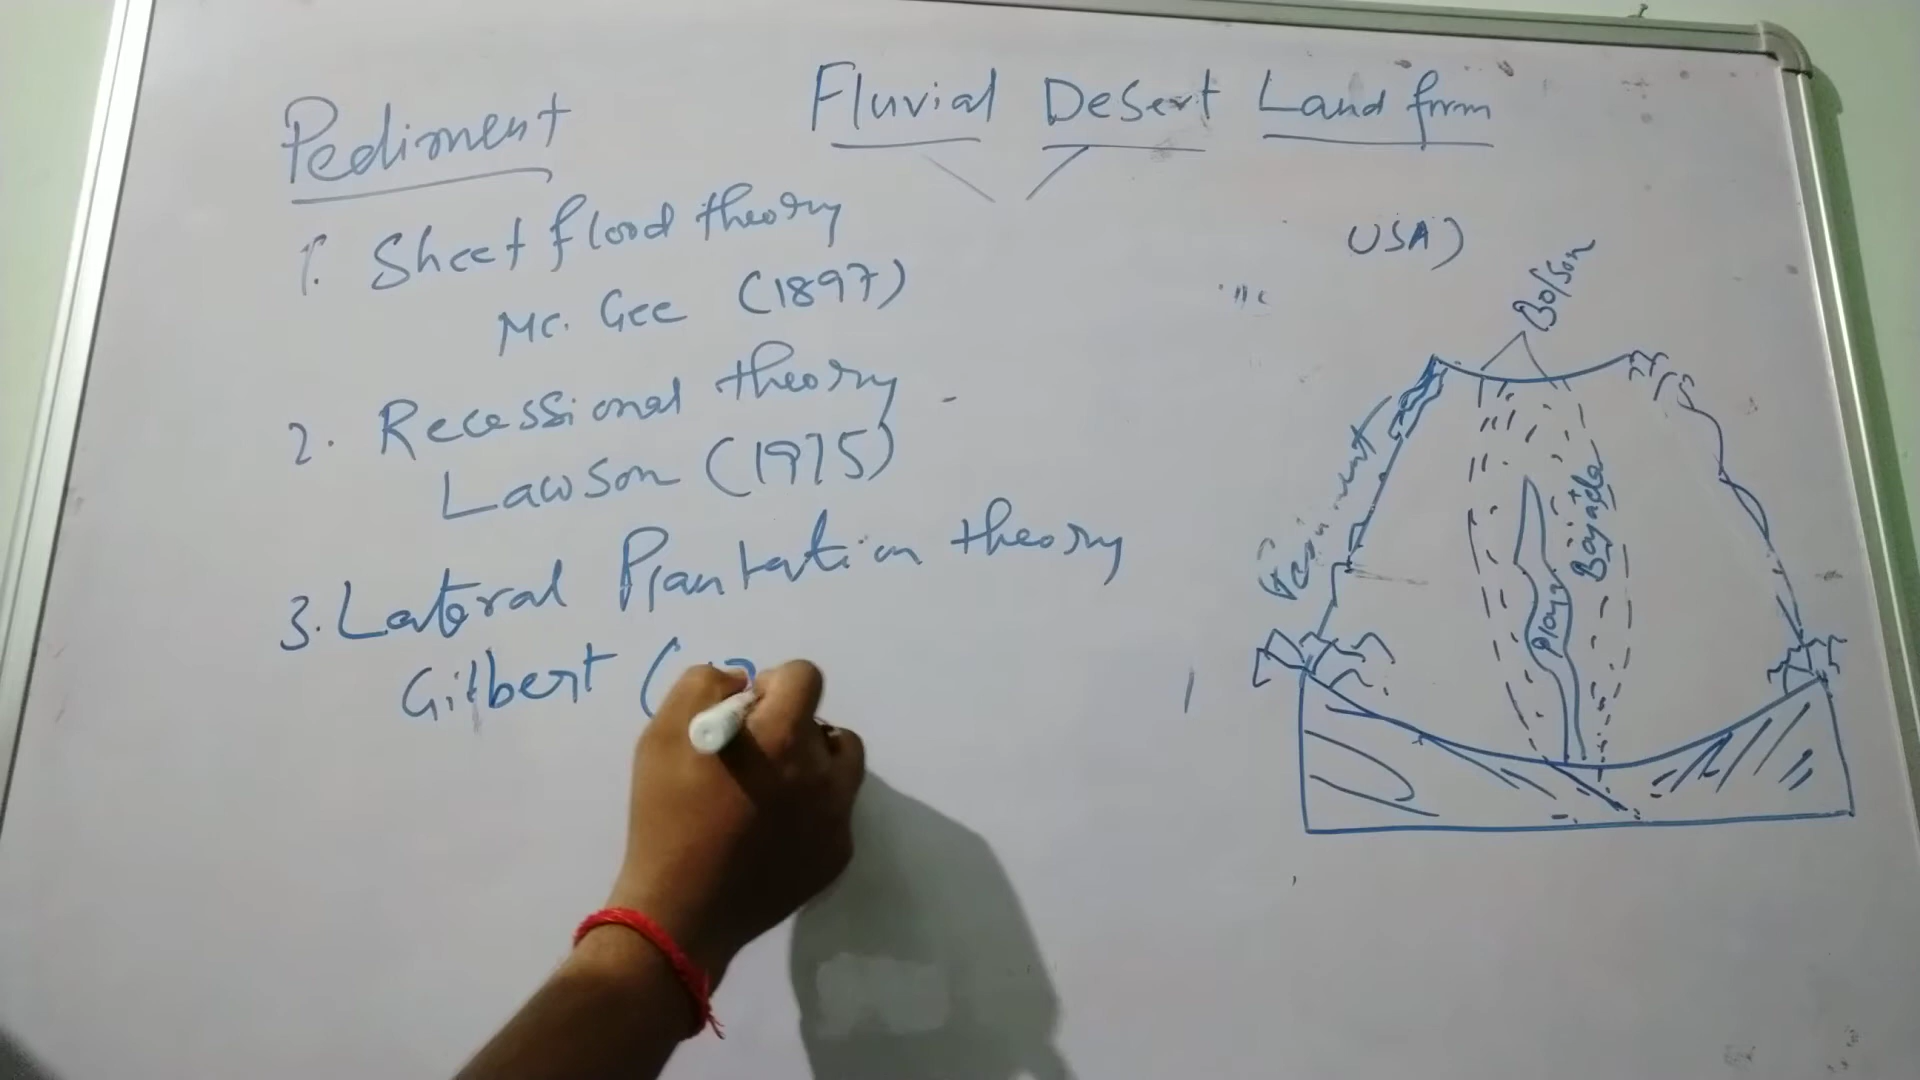 Fluvial Desert Land form
Pediment
1. Sheet flood theory
Mc. Gee (1897)
2. Recessional theory
Lawson (1975)
3. Lateral Plantation theory
Gilbert (
USA)
Bolson
Bajada
Playa